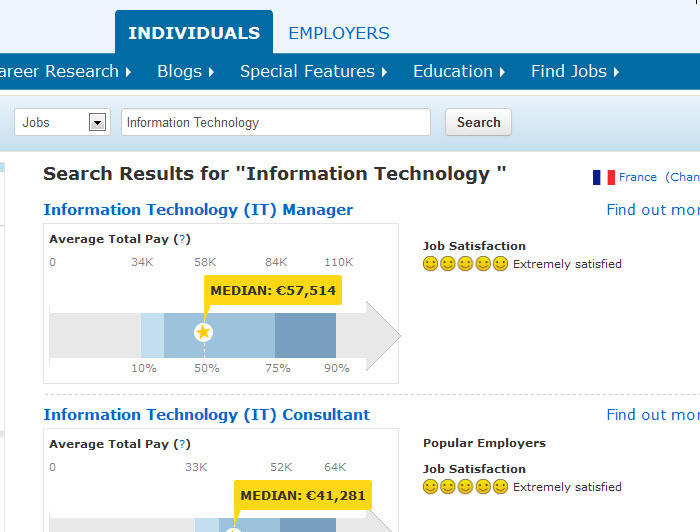 INDIVIDUALS EMPLOYERS
areer Research Blogs Special Features Education Find Jobs
Jobs Information Technology Search
Search Results for "Information Technology "
France (Chan
Information Technology (IT) Manager Find out mor
Average Total Pay (?)
Job Satisfaction
0 34K 58K 84K 110K
Extremely satisfied
MEDIAN: €57,514
10% 50% 75% 90%
Information Technology (IT) Consultant Find out mor
Average Total Pay (?)
Popular Employers
0 33K 52K 64K
Job Satisfaction
Extremely satisfied
MEDIAN: €41,281